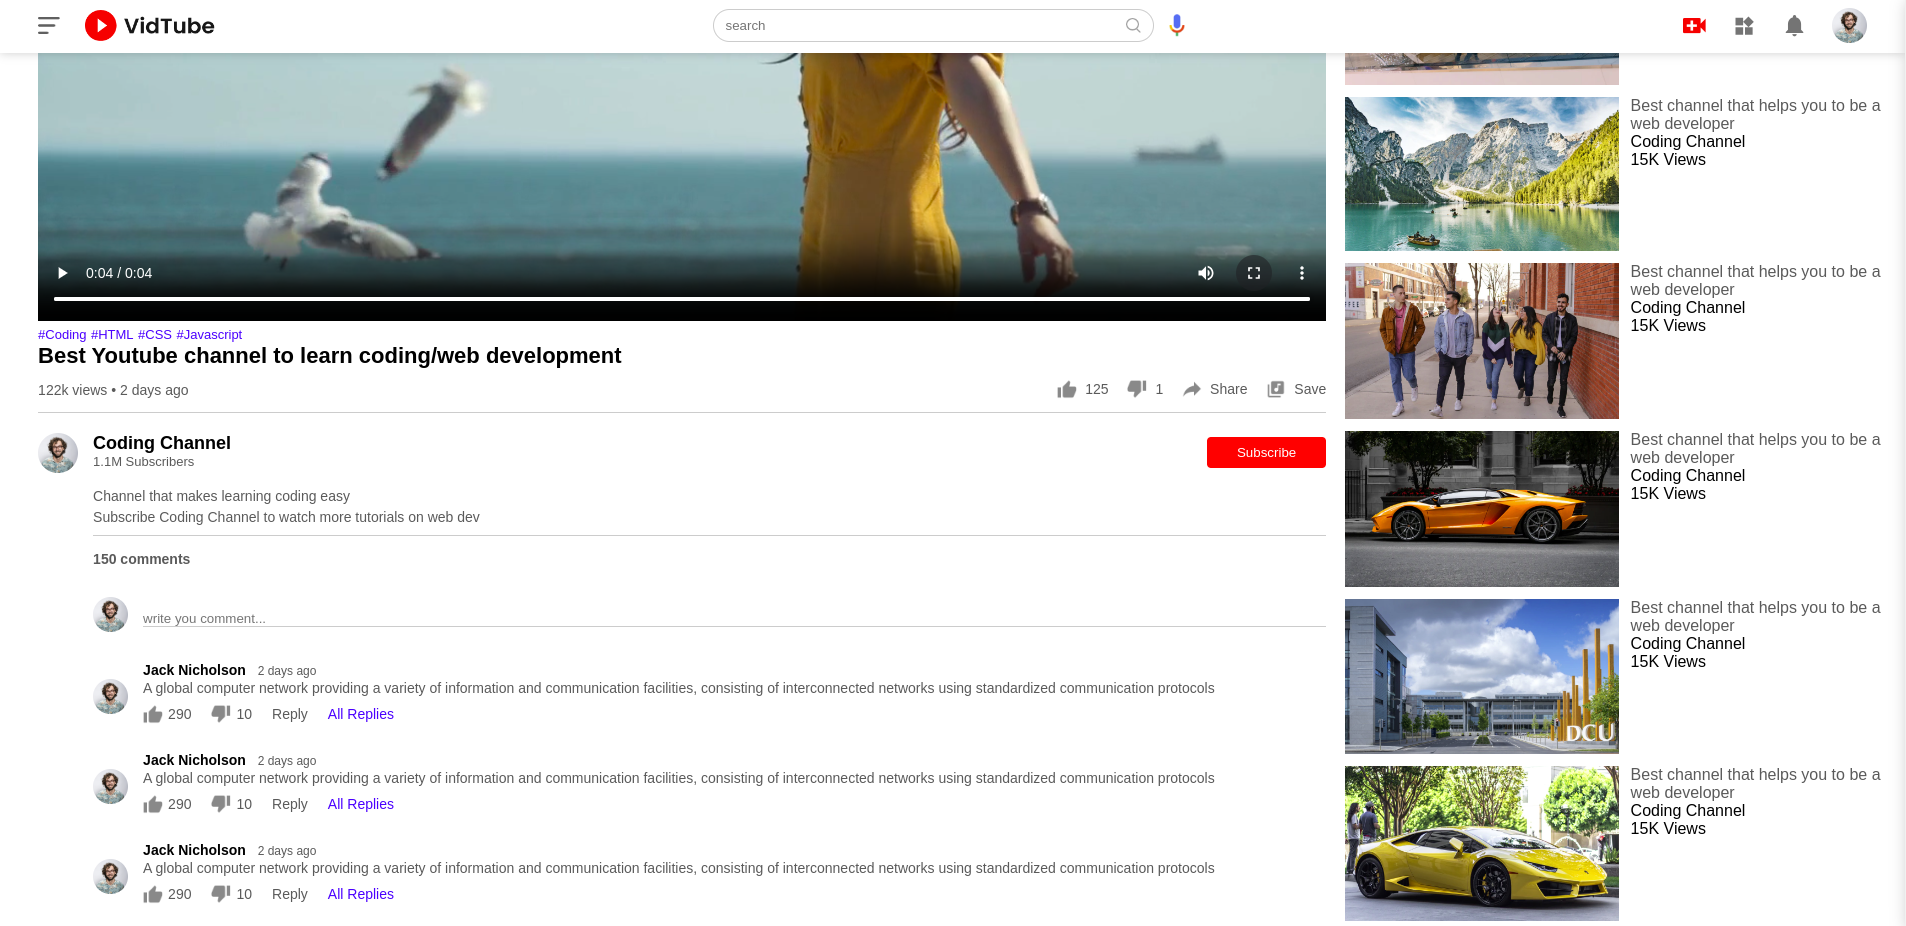 VidTube
search
0:04 / 0:04
#Coding #HTML #CSS #Javascript
Best Youtube channel to learn coding/web development
122k views • 2 days ago
125
1
Share
Save
Coding Channel
1.1M Subscribers
Subscribe
Channel that makes learning coding easy
Subscribe Coding Channel to watch more tutorials on web dev
150 comments
write you comment...
Jack Nicholson 2 days ago
A global computer network providing a variety of information and communication facilities, consisting of interconnected networks using standardized communication protocols
290 10 Reply All Replies
Jack Nicholson 2 days ago
A global computer network providing a variety of information and communication facilities, consisting of interconnected networks using standardized communication protocols
290 10 Reply All Replies
Jack Nicholson 2 days ago
A global computer network providing a variety of information and communication facilities, consisting of interconnected networks using standardized communication protocols
290 10 Reply All Replies
Best channel that helps you to be a
web developer
Coding Channel
15K Views
Best channel that helps you to be a
web developer
Coding Channel
15K Views
Best channel that helps you to be a
web developer
Coding Channel
15K Views
Best channel that helps you to be a
web developer
Coding Channel
15K Views
DCU
Best channel that helps you to be a
web developer
Coding Channel
15K Views